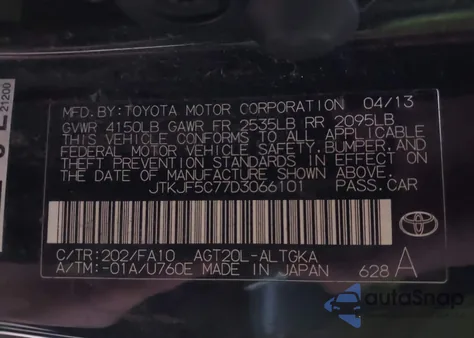 MFD.BY:TOYOTA MOTOR CORPORATION 04/13
GVWR 4150LB GAWR FR 2535LB RR 2095LB
THIS VEHICLE CONFORMS TO ALL APPLICABLE
FEDERAL MOTOR VEHICLE SAFETY, BUMPER, AND
THEFT PREVENTION STANDARDS IN EFFECT ON
THE DATE OF MANUFACTURE SHOWN ABOVE.
JTKJF5C77D3066101 PASS.CAR
C/TR:202/FA10 AGT20L-ALTGKA
A/TM:-01A/U760E MADE IN JAPAN 628 A
TOYOTA
21200
autoSnap